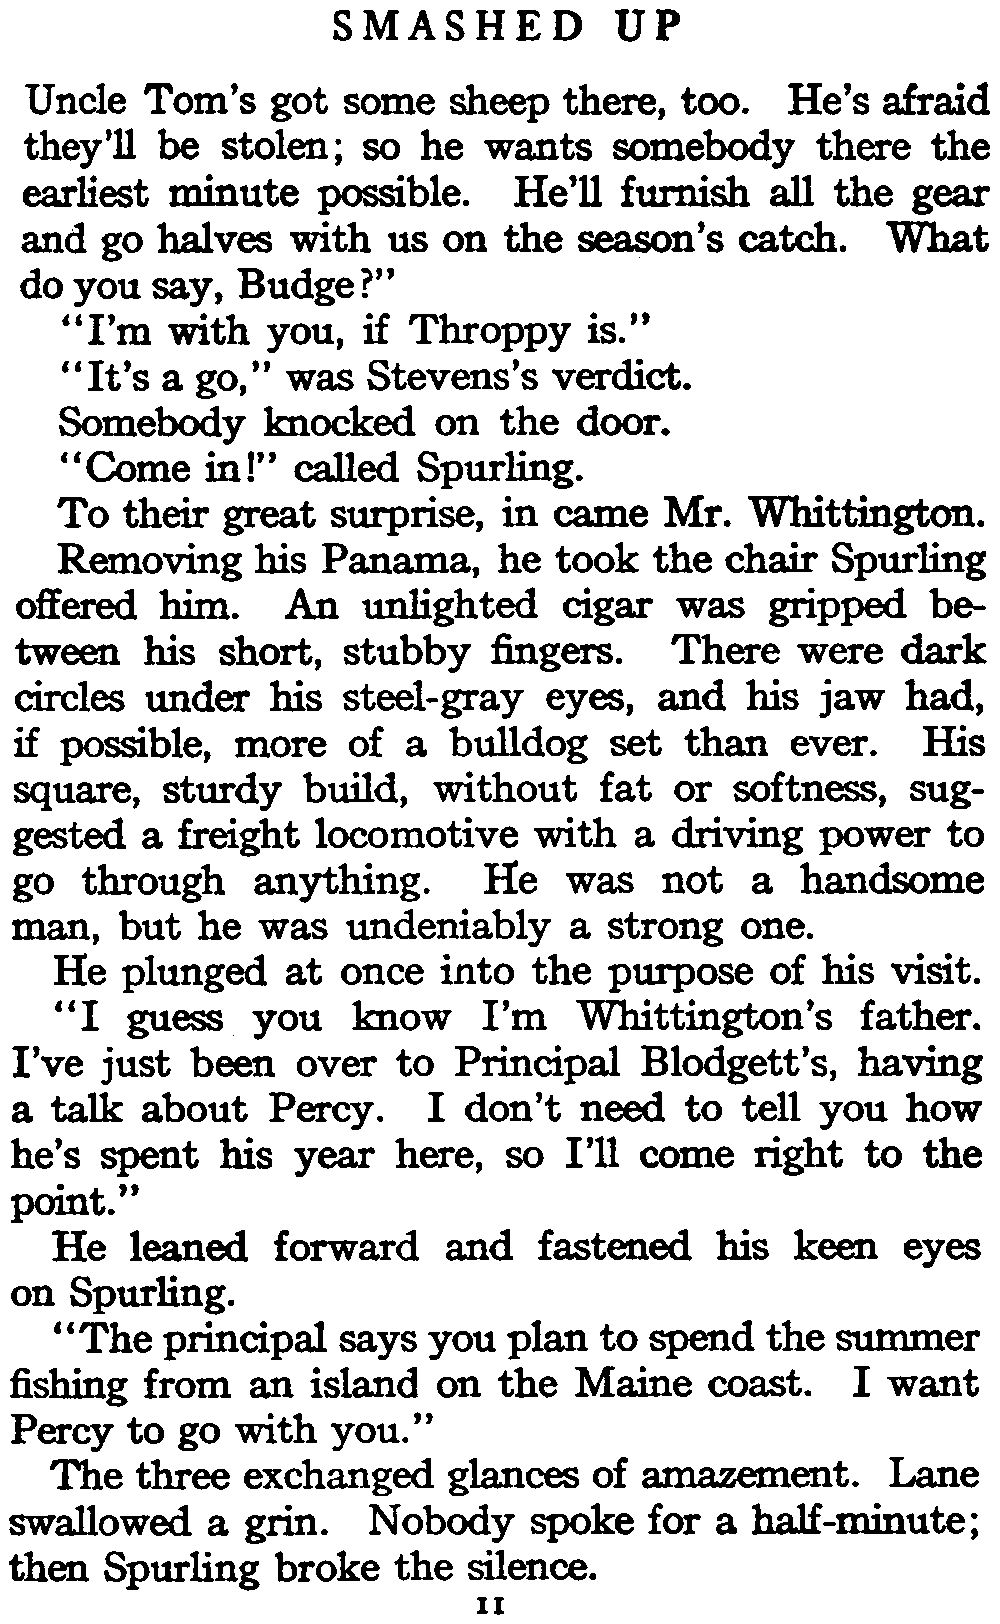 SMASHED UP
Uncle Tom's got some sheep there, too. He's afraid
they'll be stolen; so he wants somebody there the
earliest minute possible. He'll furnish all the gear
and go halves with us on the season's catch. What
do you say, Budge?"
"I'm with you, if Throppy is."
"It's a go," was Stevens's verdict.
Somebody knocked on the door.
"Come in!" called Spurling.
To their great surprise, in came Mr. Whittington.
Removing his Panama, he took the chair Spurling
offered him. An unlighted cigar was gripped be-
tween his short, stubby fingers. There were dark
circles under his steel-gray eyes, and his jaw had,
if possible, more of a bulldog set than ever. His
square, sturdy build, without fat or softness, sug-
gested a freight locomotive with a driving power to
go through anything. He was not a handsome
man, but he was undeniably a strong one.
He plunged at once into the purpose of his visit.
"I guess you know I'm Whittington's father.
I've just been over to Principal Blodgett's, having
a talk about Percy. I don't need to tell you how
he's spent his year here, so I'll come right to the
point."
He leaned forward and fastened his keen eyes
on Spurling.
"The principal says you plan to spend the summer
fishing from an island on the Maine coast. I want
Percy to go with you."
The three exchanged glances of amazement. Lane
swallowed a grin. Nobody spoke for a half-minute;
then Spurling broke the silence.
11